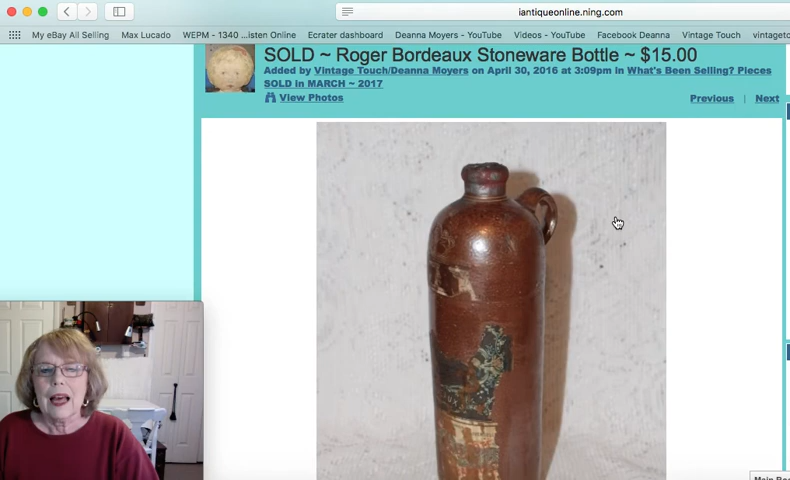 iantiqueonline.ning.com
My eBay All Selling Max Lucado WEPM - 1340 ...isten Online Ecrater dashboard Deanna Moyers - YouTube Videos - YouTube Facebook Deanna Vintage Touch vintagetc
SOLD ~ Roger Bordeaux Stoneware Bottle ~ $15.00
Added by Vintage Touch/Deanna Moyers on April 30, 2016 at 3:09pm in What's Been Selling? Pieces
SOLD in MARCH ~ 2017
View Photos
Previous | Next